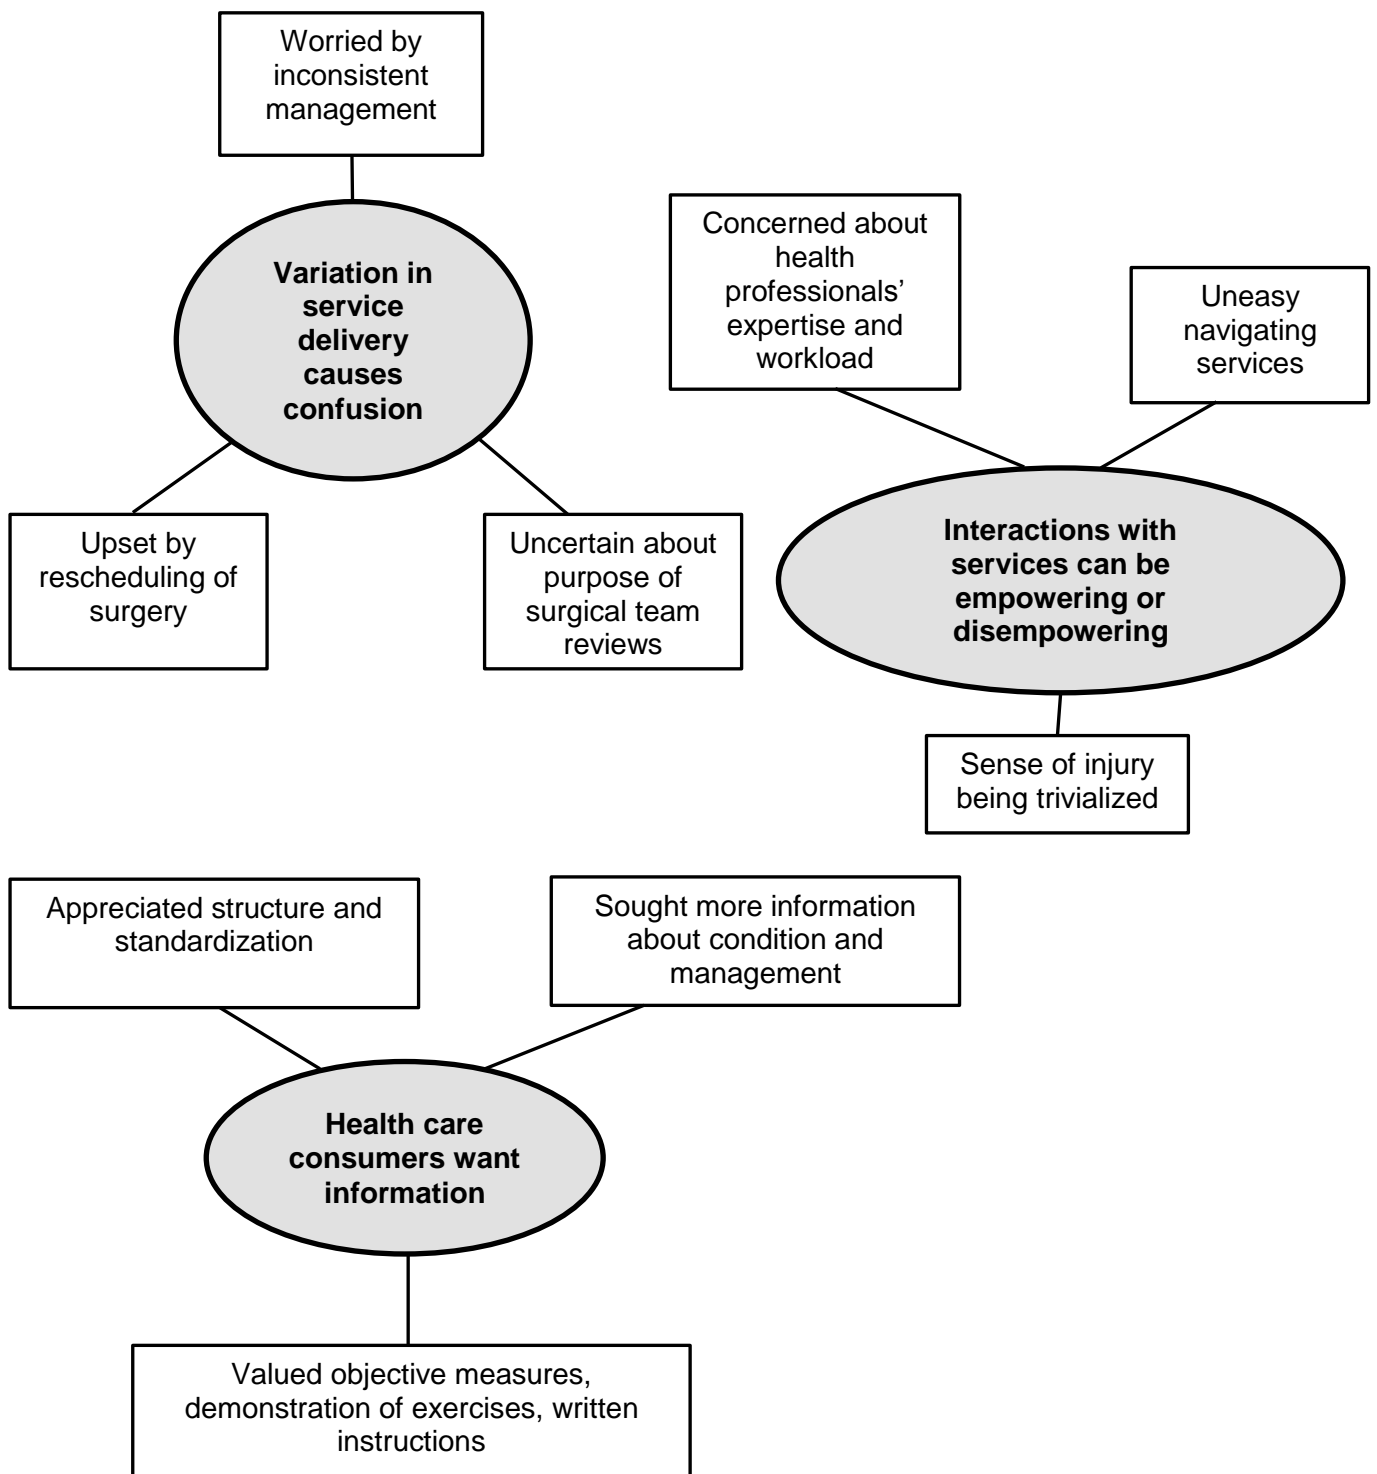 Worried by
inconsistent
management
Variation in
service
delivery
causes
confusion
Upset by
rescheduling of
surgery
Uncertain about
purpose of
surgical team
reviews
Concerned about
health
professionals’
expertise and
workload
Uneasy
navigating
services
Interactions with
services can be
empowering or
disempowering
Sense of injury
being trivialized
Appreciated structure and
standardization
Sought more information
about condition and
management
Health care
consumers want
information
Valued objective measures,
demonstration of exercises, written
instructions